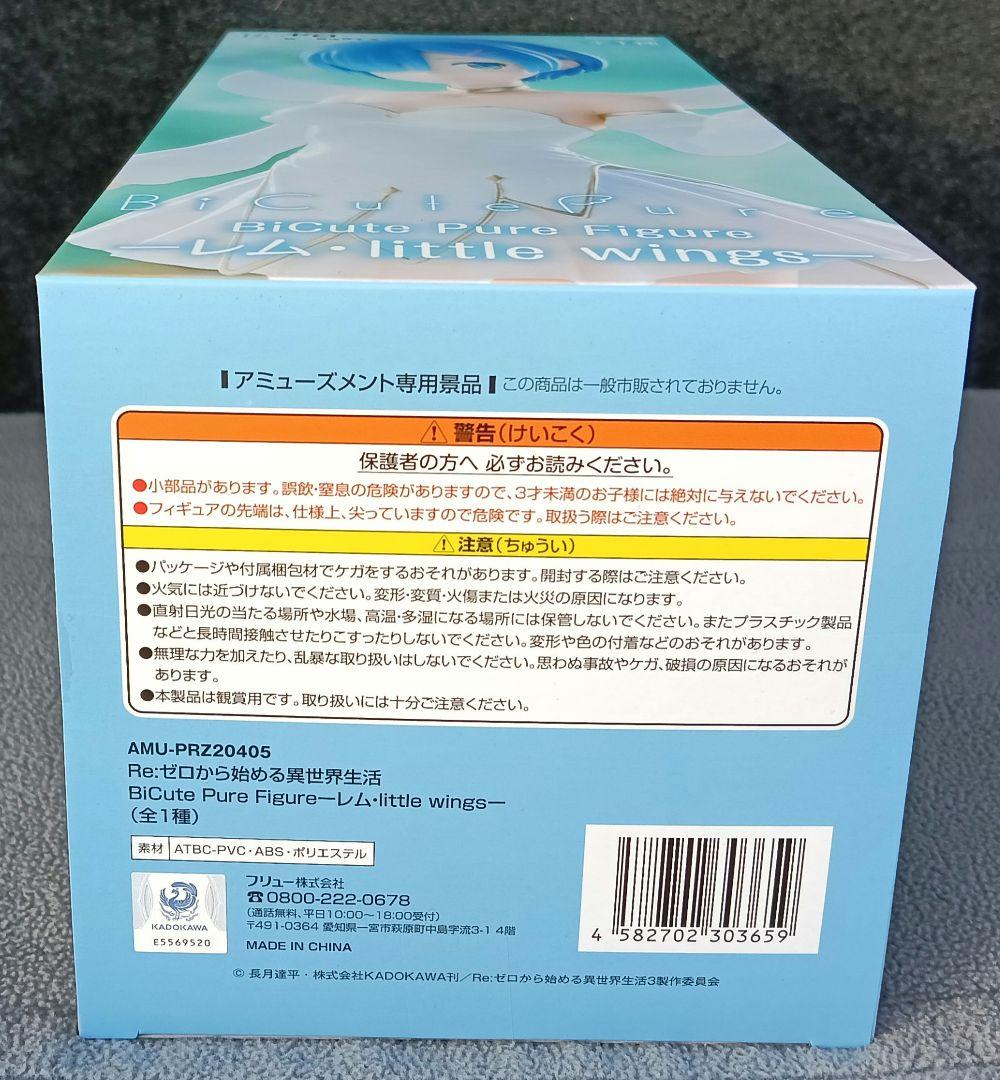 BiCutePure
BiCute Pure Figure
ーレム・little wingsー
アミューズメント専用景品 この商品は一般市販されておりません。
警告(けいこく)
保護者の方へ 必ずお読みください。
●小部品があります。誤飲・窒息の危険がありますので、3才未満のお子様には絶対に与えないでください。
●フィギュアの先端は、仕様上、尖っていますので危険です。取扱う際はご注意ください。
注意(ちゅうい)
●パッケージや付属梱包材でケガをするおそれがあります。開封する際はご注意ください。
●火気には近づけないでください。変形・変質・火傷または火災の原因になります。
●直射日光の当たる場所や水場、高温・多湿になる場所には保管しないでください。またプラスチック製品
などと長時間接触させたりこすったりしないでください。変形や色の付着などのおそれがあります。
●無理な力を加えたり、乱暴な取り扱いはしないでください。思わぬ事故やケガ、破損の原因になるおそれが
あります。
●本製品は観賞用です。取り扱いには十分ご注意ください。
AMU-PRZ20405
Re:ゼロから始める異世界生活
BiCute Pure Figureーレム・little wingsー
(全1種)
素材 ATBC-PVC・ABS・ポリエステル
KADOKAWA
E5569520
フリュー株式会社
☎0800-222-0678
(通話無料、平日10:00〜18:00受付)
〒491-0364 愛知県一宮市萩原町中島字流3-1 4階
MADE IN CHINA
4 582702 303659
© 長月達平・株式会社KADOKAWA刊/Re:ゼロから始める異世界生活3製作委員会